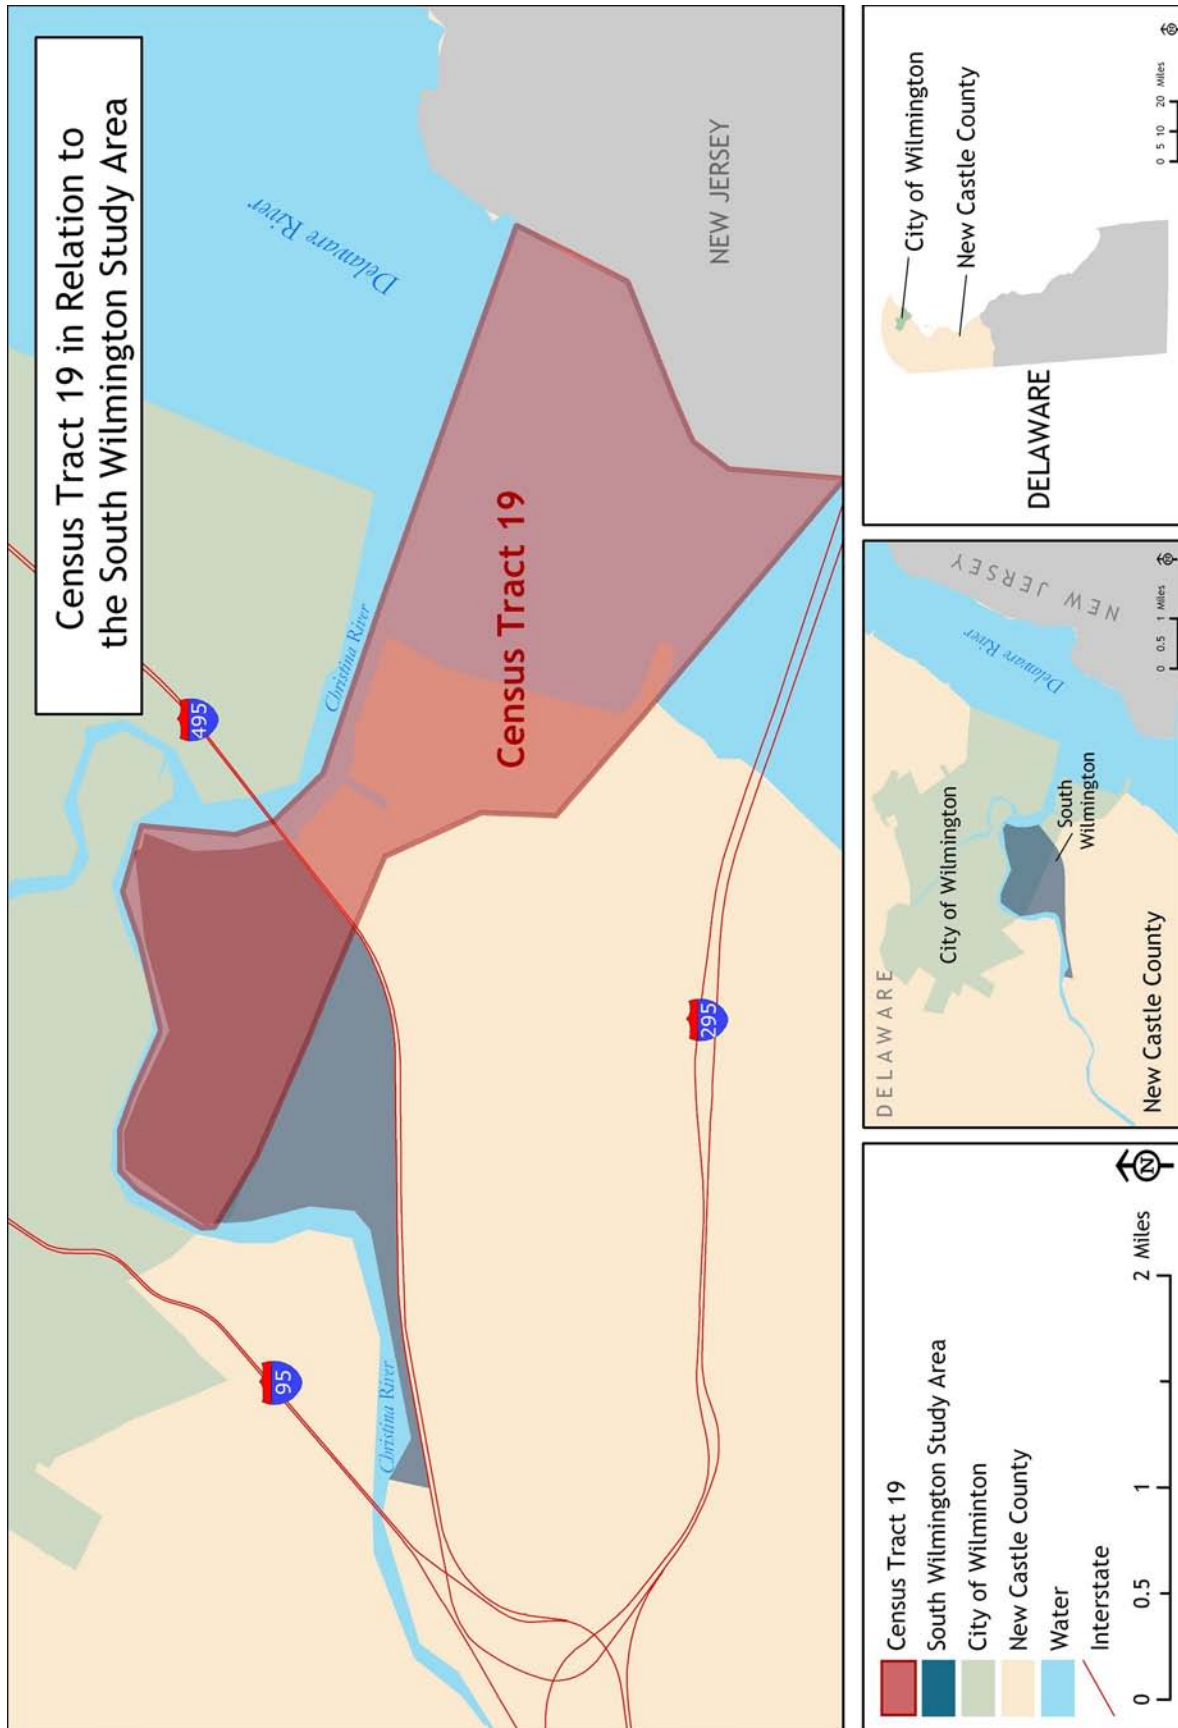 Census Tract 19 in Relation to
the South Wilmington Study Area
Delaware River
495
Christina River
Census Tract 19
NEW JERSEY
95
Christina River
295
Census Tract 19
South Wilmington Study Area
City of Wilminton
New Castle County
Water
Interstate
0 0.5 1 2 Miles
N
DELAWARE
City of Wilmington
South
Wilmington
New Castle County
Delaware River
NEW JERSEY
0 0.5 1 Miles
N
City of Wilmington
New Castle County
DELAWARE
0 5 10 20 Miles
N